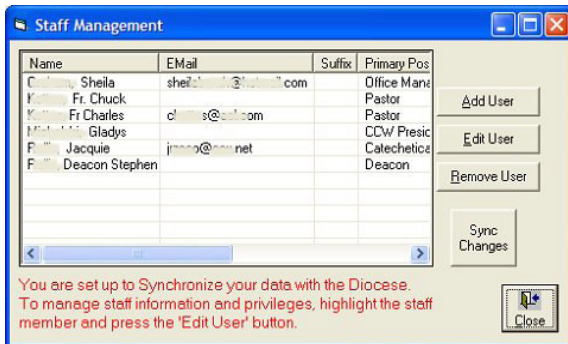 Staff Management
Name EMail Suffix Primary Pos
Sheila .com Office Mana
Fr. Chuck Pastor
Fr Charles .com Pastor
Gladys CCW Presic
Jacquie .net Catechetica
Deacon Stephen Deacon
Add User
Edit User
Remove User
Sync
Changes
You are set up to Synchronize your data with the Diocese.
To manage staff information and privileges, highlight the staff
member and press the 'Edit User' button.
Close